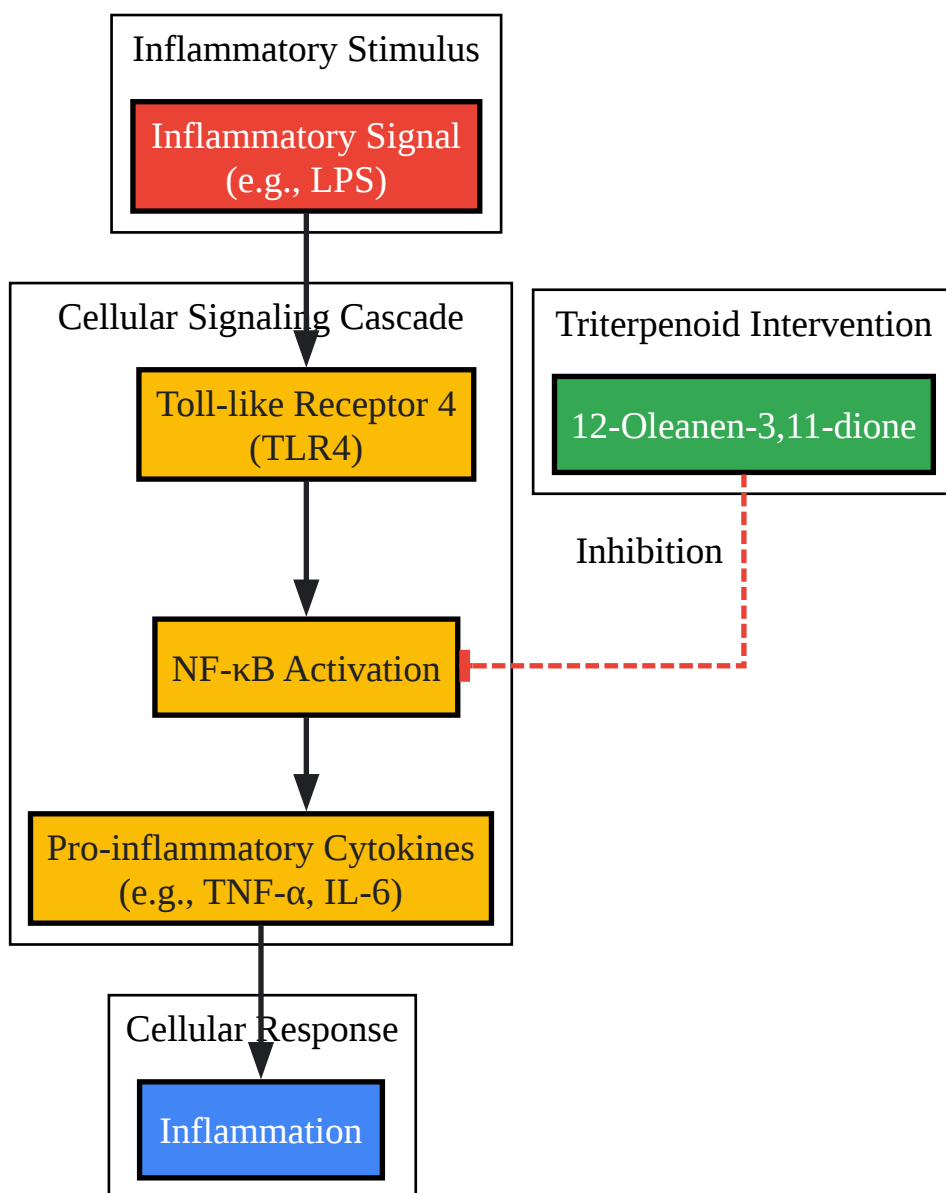 Inflammatory Stimulus
Inflammatory Signal
(e.g., LPS)
Cellular Signaling Cascade
Toll-like Receptor 4
(TLR4)
Triterpenoid Intervention
12-Oleanen-3,11-dione
Inhibition
NF-κB Activation
Pro-inflammatory Cytokines
(e.g., TNF-α, IL-6)
Cellular Response
Inflammation